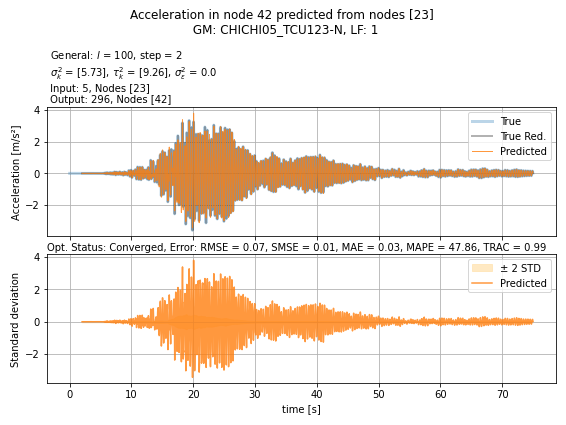 Acceleration in node 42 predicted from nodes [23]
GM: CHICHI05_TCU123-N, LF: 1
General: l = 100, step = 2
σ²ₖ = [5.73], τ²ₖ = [9.26], σ²ₑ = 0.0
Input: 5, Nodes [23]
Output: 296, Nodes [42]
4
2
0
−2
Acceleration [m/s²]
True
True Red.
Predicted
Opt. Status: Converged, Error: RMSE = 0.07, SMSE = 0.01, MAE = 0.03, MAPE = 47.86, TRAC = 0.99
4
2
0
−2
Standard deviation
± 2 STD
Predicted
0 10 20 30 40 50 60 70
time [s]